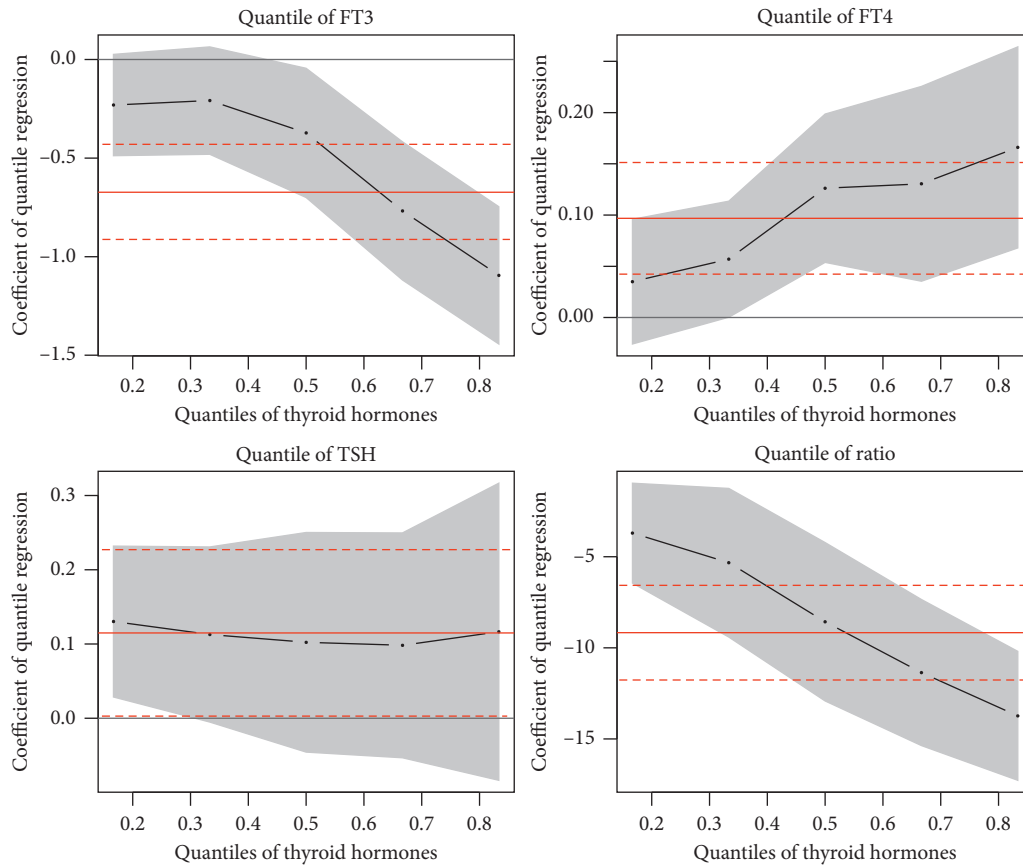 Quantile of FT3
Coefficient of quantile regression
0.0
−0.5
−1.0
−1.5
0.2 0.3 0.4 0.5 0.6 0.7 0.8
Quantiles of thyroid hormones
Quantile of FT4
Coefficient of quantile regression
0.20
0.10
0.00
0.2 0.3 0.4 0.5 0.6 0.7 0.8
Quantiles of thyroid hormones
Quantile of TSH
Coefficient of quantile regression
0.3
0.2
0.1
0.0
0.2 0.3 0.4 0.5 0.6 0.7 0.8
Quantiles of thyroid hormones
Quantile of ratio
Coefficient of quantile regression
−5
−10
−15
0.2 0.3 0.4 0.5 0.6 0.7 0.8
Quantiles of thyroid hormones